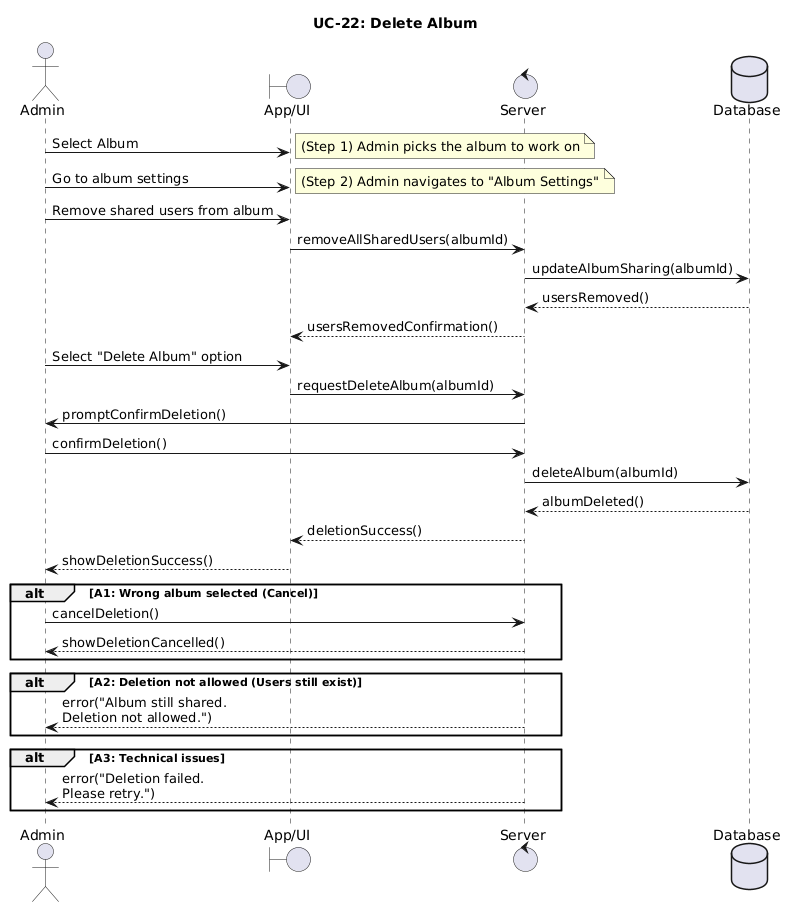 UC-22: Delete Album
Admin
App/UI
Server
Database
Select Album
(Step 1) Admin picks the album to work on
Go to album settings
(Step 2) Admin navigates to "Album Settings"
Remove shared users from album
removeAllSharedUsers(albumId)
updateAlbumSharing(albumId)
usersRemoved()
usersRemovedConfirmation()
Select "Delete Album" option
requestDeleteAlbum(albumId)
promptConfirmDeletion()
confirmDeletion()
deleteAlbum(albumId)
albumDeleted()
deletionSuccess()
showDeletionSuccess()
alt [A1: Wrong album selected (Cancel)]
cancelDeletion()
showDeletionCancelled()
alt [A2: Deletion not allowed (Users still exist)]
error("Album still shared.
Deletion not allowed.")
alt [A3: Technical issues]
error("Deletion failed.
Please retry.")
Admin
App/UI
Server
Database